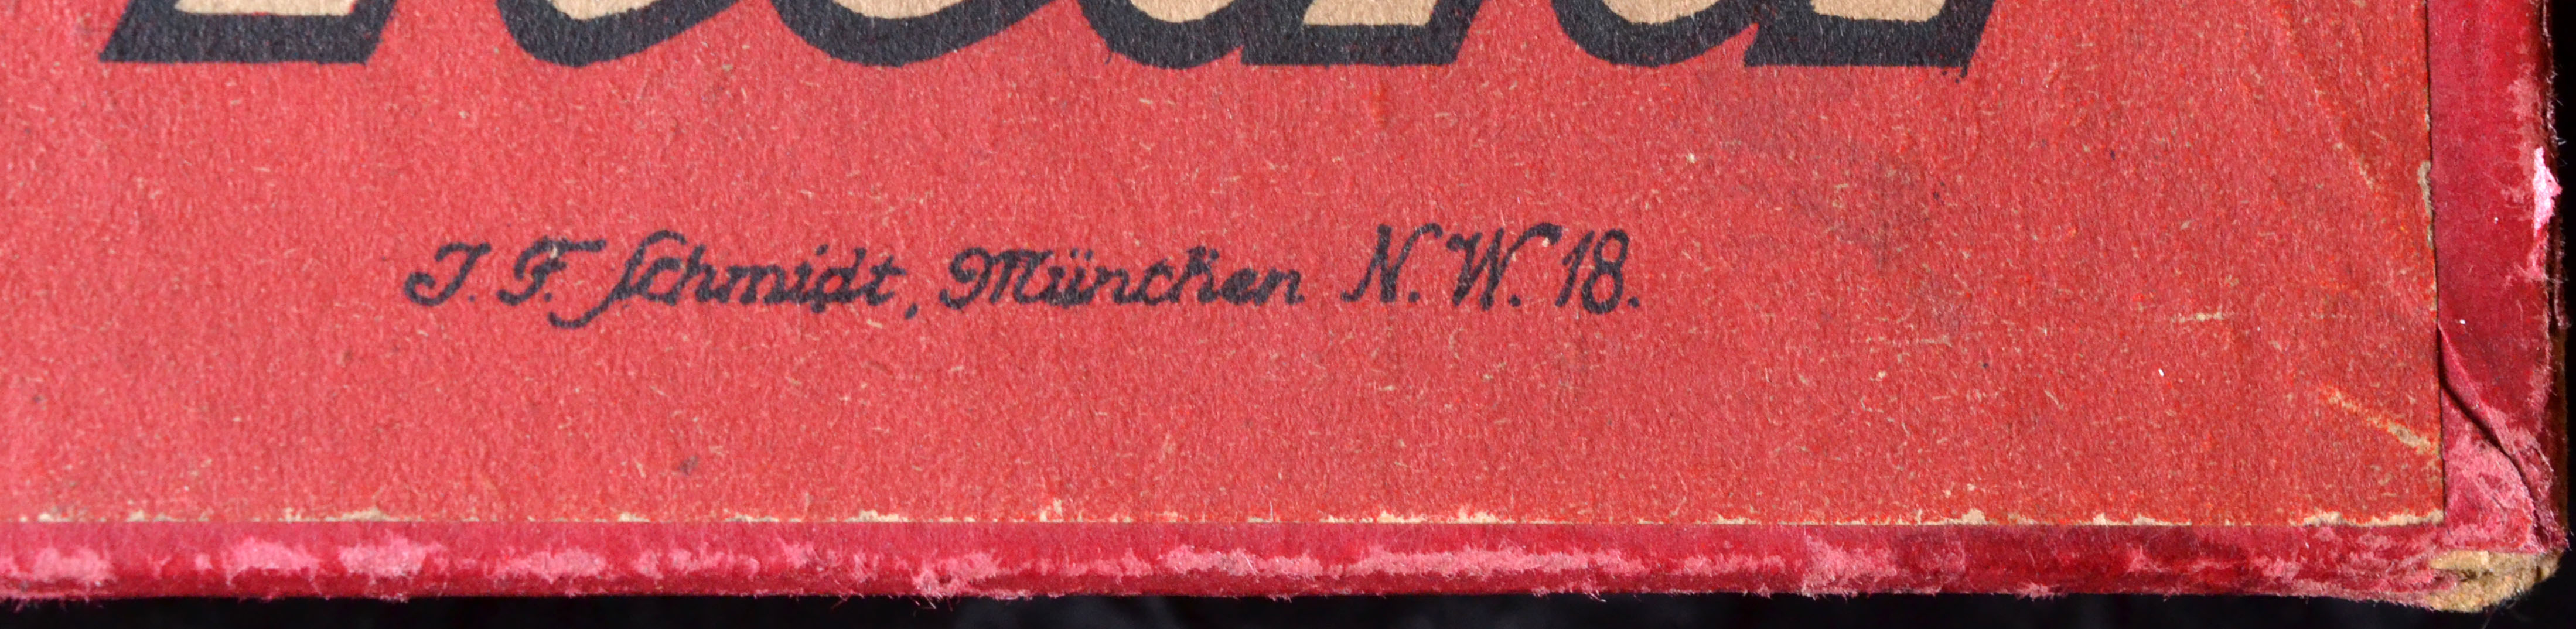 J. F. Schmidt, München N. W. 18.